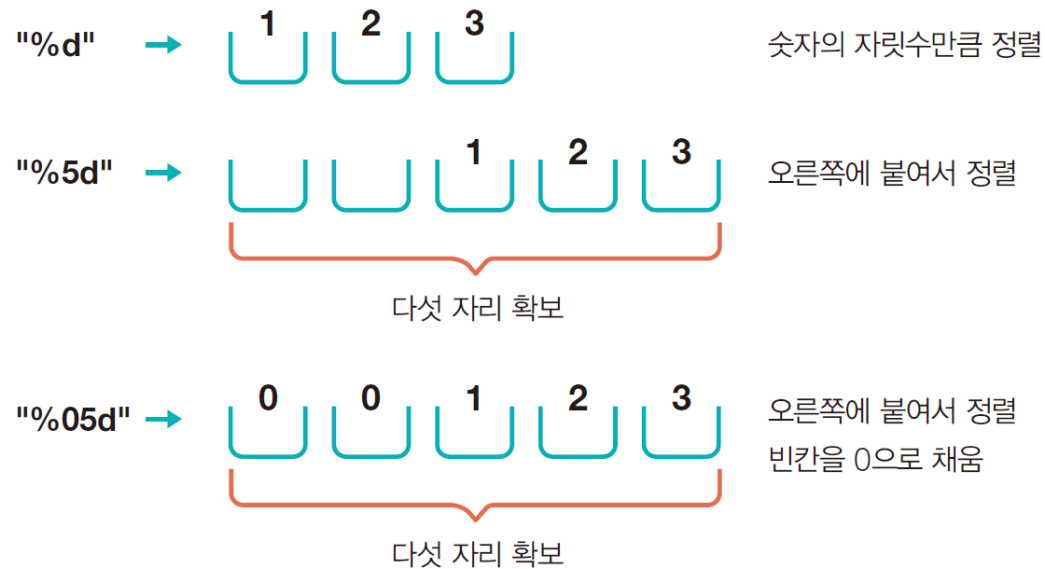 "%d" → 1 2 3 숫자의 자릿수만큼 정렬
"%5d" → 1 2 3 오른쪽에 붙여서 정렬
다섯 자리 확보
"%05d" → 0 0 1 2 3 오른쪽에 붙여서 정렬
빈칸을 0으로 채움
다섯 자리 확보